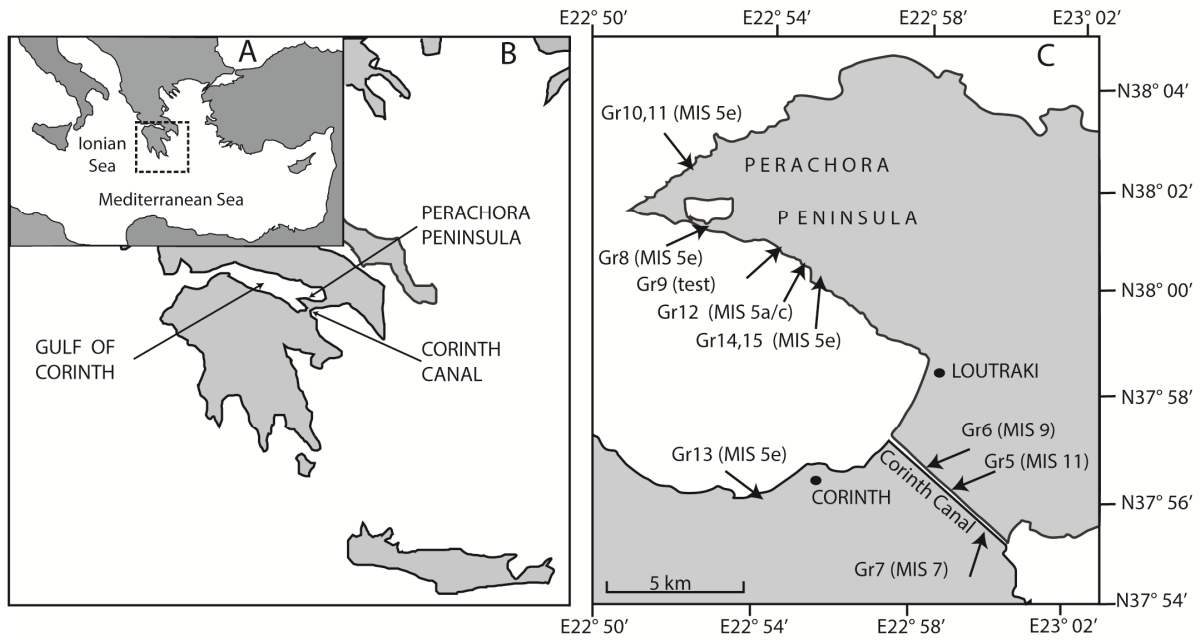 A
Ionian
Sea
Mediterranean Sea
B
PERACHORA
PENINSULA
GULF OF
CORINTH
CORINTH
CANAL
E22° 50′ E22° 54′ E22° 58′ E23° 02′
C
N38° 04′
Gr10,11 (MIS 5e)
PERACHORA
N38° 02′
PENINSULA
Gr8 (MIS 5e)
Gr9 (test)
N38° 00′
Gr12 (MIS 5a/c)
Gr14,15 (MIS 5e)
LOUTRAKI
N37° 58′
Gr6 (MIS 9)
Gr13 (MIS 5e)
Gr5 (MIS 11)
CORINTH
Corinth Canal
N37° 56′
Gr7 (MIS 7)
5 km
N37° 54′
E22° 50′ E22° 54′ E22° 58′ E23° 02′